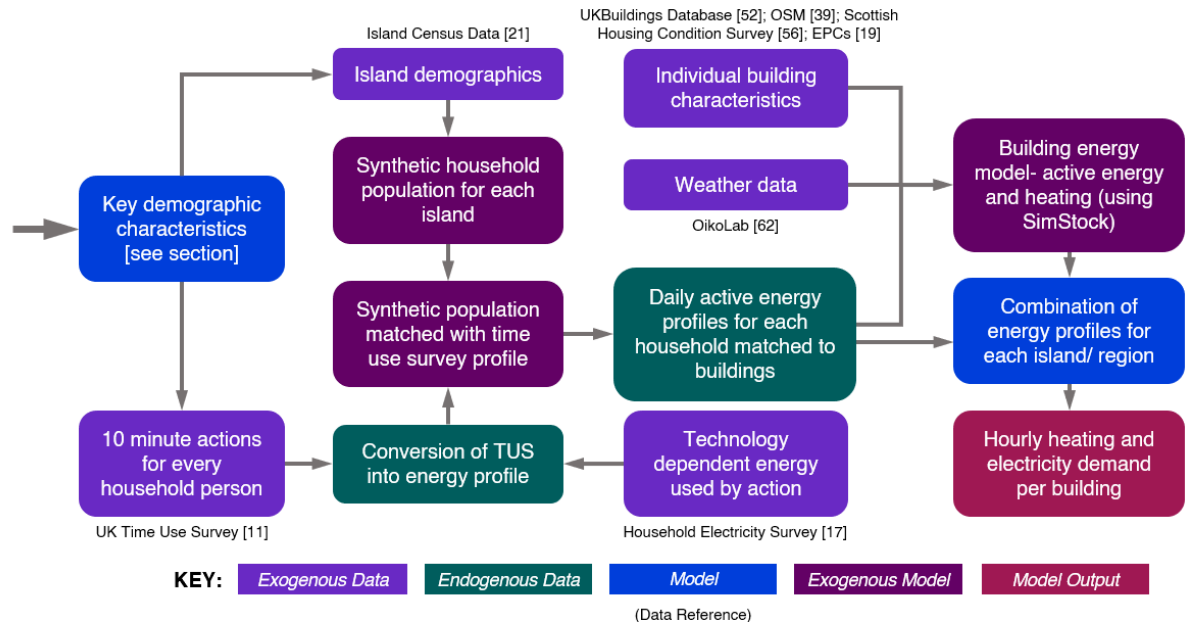 UKBuildings Database [52]; OSM [39]; Scottish
Housing Condition Survey [56]; EPCs [19]
Island Census Data [21]
Island demographics
Individual building
characteristics
Synthetic household
population for each
island
Building energy
model- active energy
and heating (using
SimStock)
Weather data
OikoLab [62]
Key demographic
characteristics
[see section]
Synthetic population
matched with time
use survey profile
Daily active energy
profiles for each
household matched to
buildings
Combination of
energy profiles for
each island/ region
10 minute actions
for every
household person
UK Time Use Survey [11]
Conversion of TUS
into energy profile
Technology
dependent energy
used by action
Household Electricity Survey [17]
Hourly heating and
electricity demand
per building
KEY:
Exogenous Data
Endogenous Data
Model
Exogenous Model
Model Output
(Data Reference)